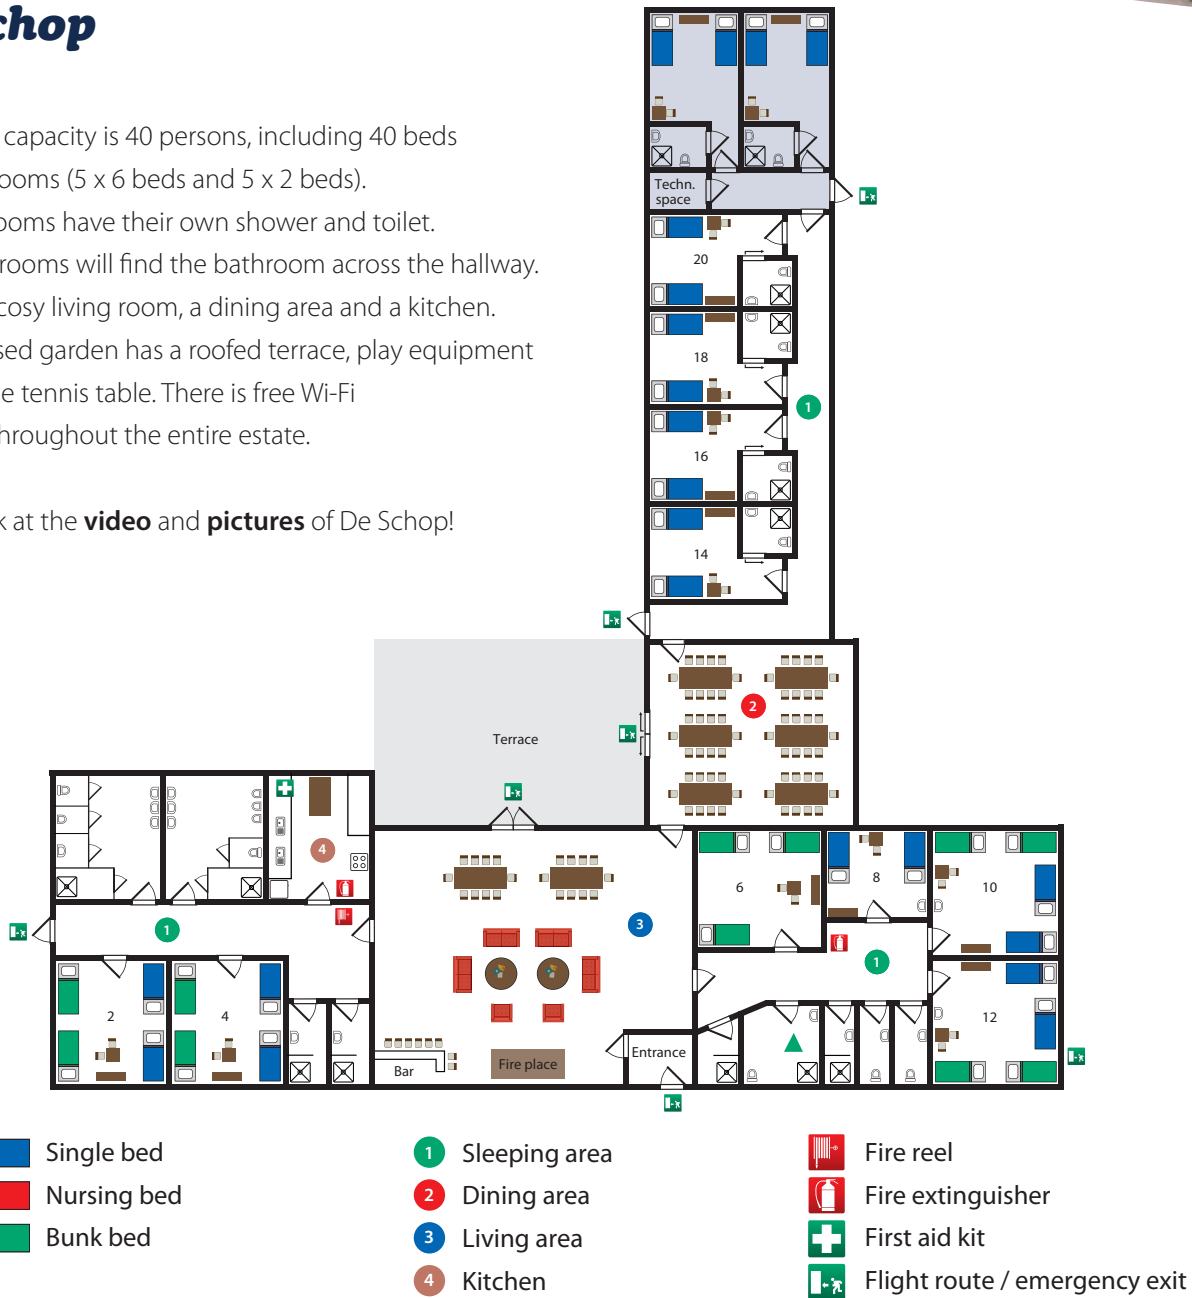 chop
capacity is 40 persons, including 40 beds
ooms (5 x 6 beds and 5 x 2 beds).
ooms have their own shower and toilet.
rooms will find the bathroom across the hallway.
cosy living room, a dining area and a kitchen.
sed garden has a roofed terrace, play equipment
e tennis table. There is free Wi-Fi
hroughout the entire estate.
k at the video and pictures of De Schop!
Techn.
space
20
18
1
16
14
2
Terrace
4
6
8
10
1
3
1
2
4
12
Entrance
Bar
Fire place
Single bed
Nursing bed
Bunk bed
1 Sleeping area
2 Dining area
3 Living area
4 Kitchen
Fire reel
Fire extinguisher
First aid kit
Flight route / emergency exit